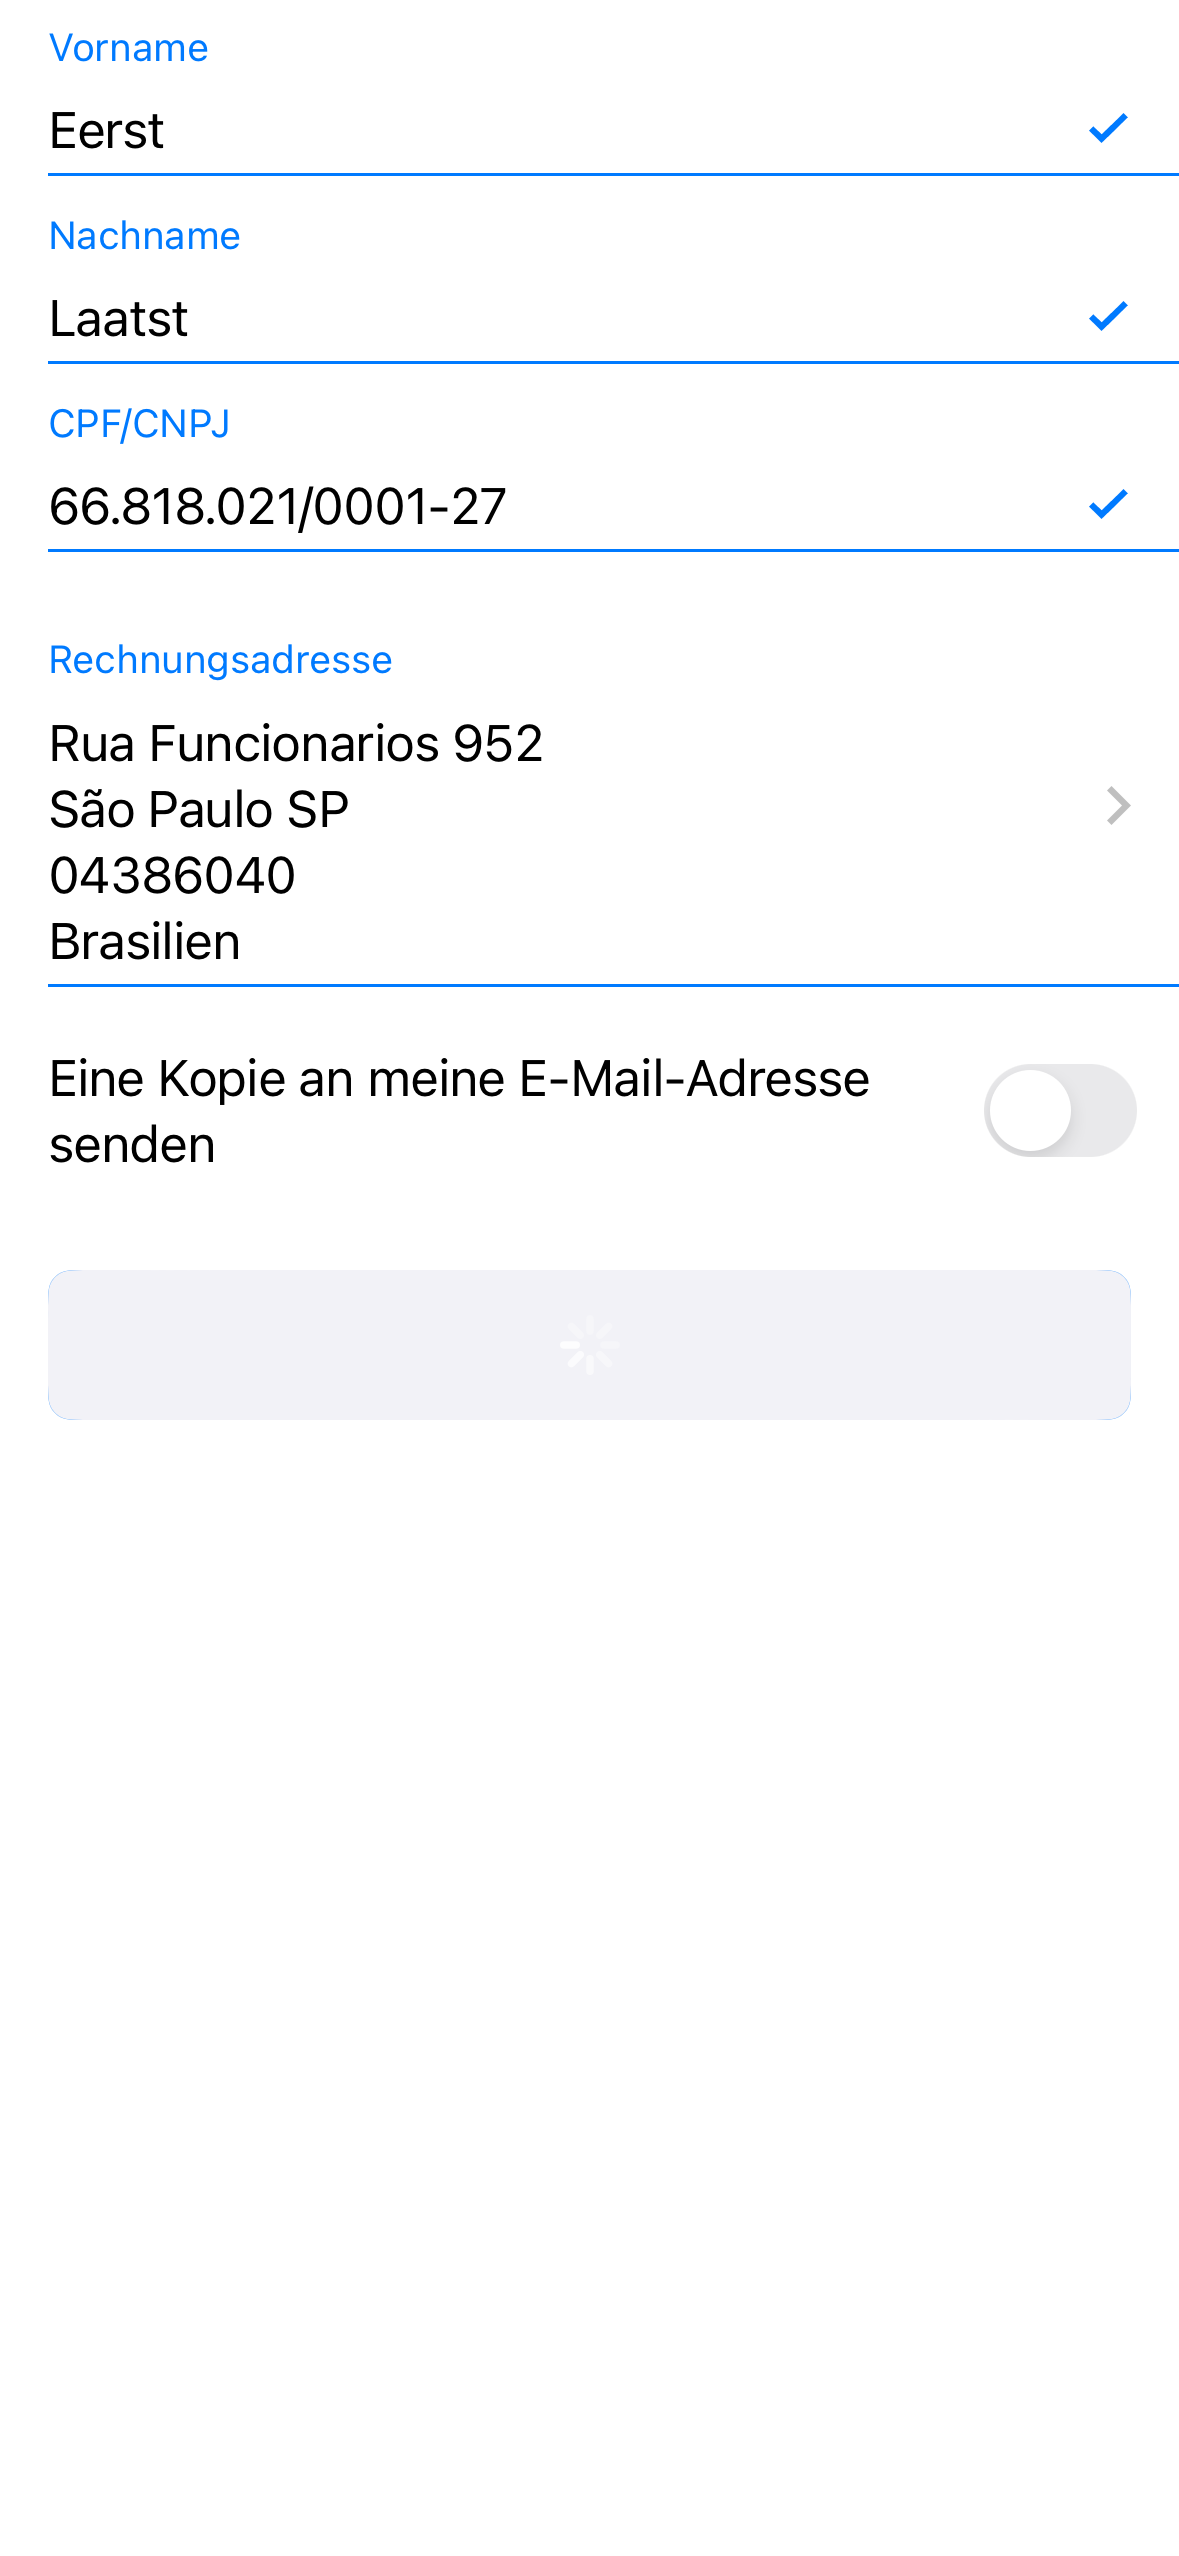 Vorname
Eerst
Nachname
Laatst
CPF/CNPJ
66.818.021/0001-27
Rechnungsadresse
Rua Funcionarios 952
São Paulo SP
04386040
Brasilien
Eine Kopie an meine E-Mail-Adresse
senden